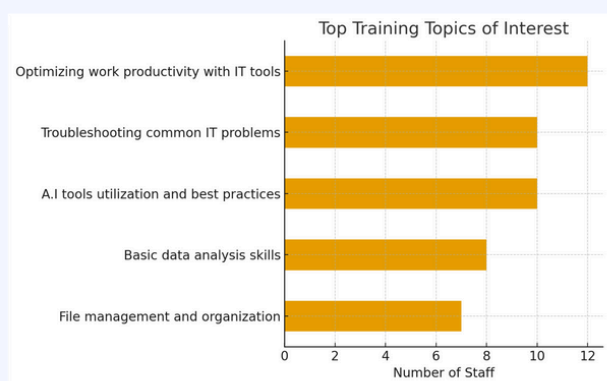 Top Training Topics of Interest
Optimizing work productivity with IT tools
Troubleshooting common IT problems
A.I tools utilization and best practices
Basic data analysis skills
File management and organization
0 2 4 6 8 10 12
Number of Staff